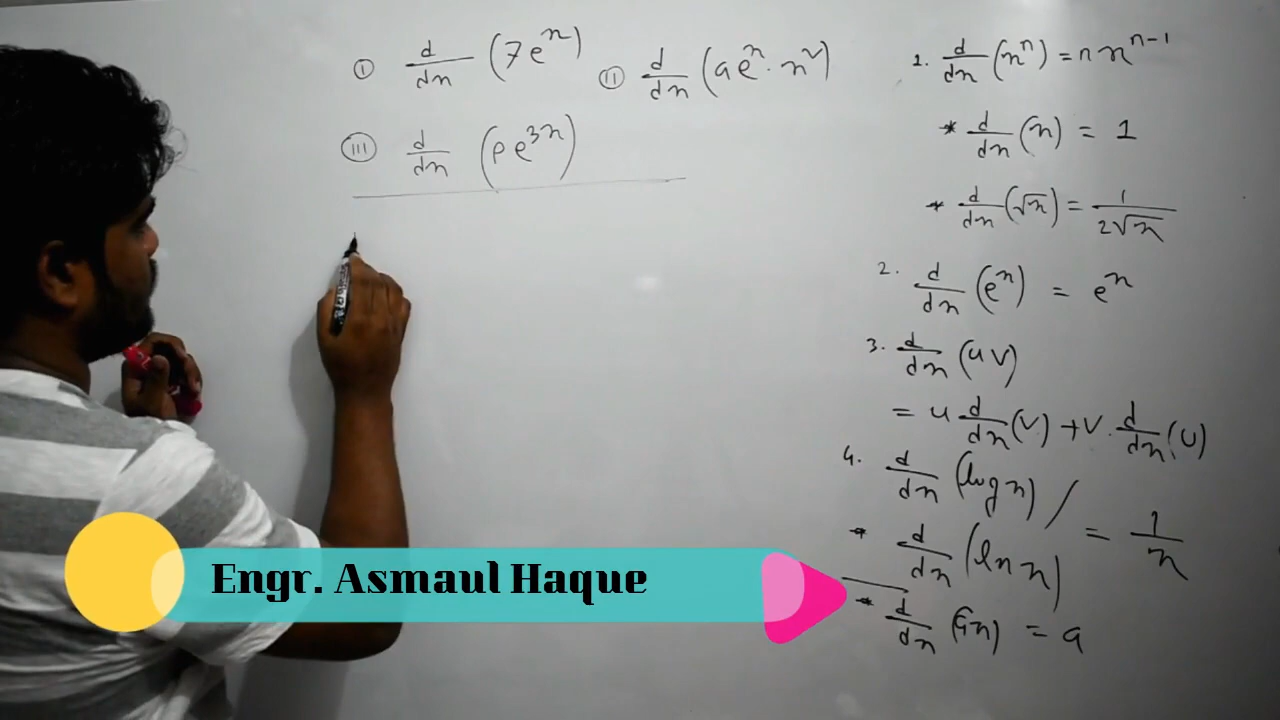 ① d/dx (7e^x) ② d/dx (ae^x · x^2)
③ d/dx (pe^{3x})
1. d/dx (x^n) = n x^{n-1}
* d/dx (x) = 1
* d/dx (√x) = 1/(2√x)
2. d/dx (e^x) = e^x
3. d/dx (uv)
= u d/dx (v) + v · d/dx (u)
4. d/dx (log x) /
* d/dx (ln x) = 1/x
* d/dx (ax) = a
Engr. Asmaul Haque